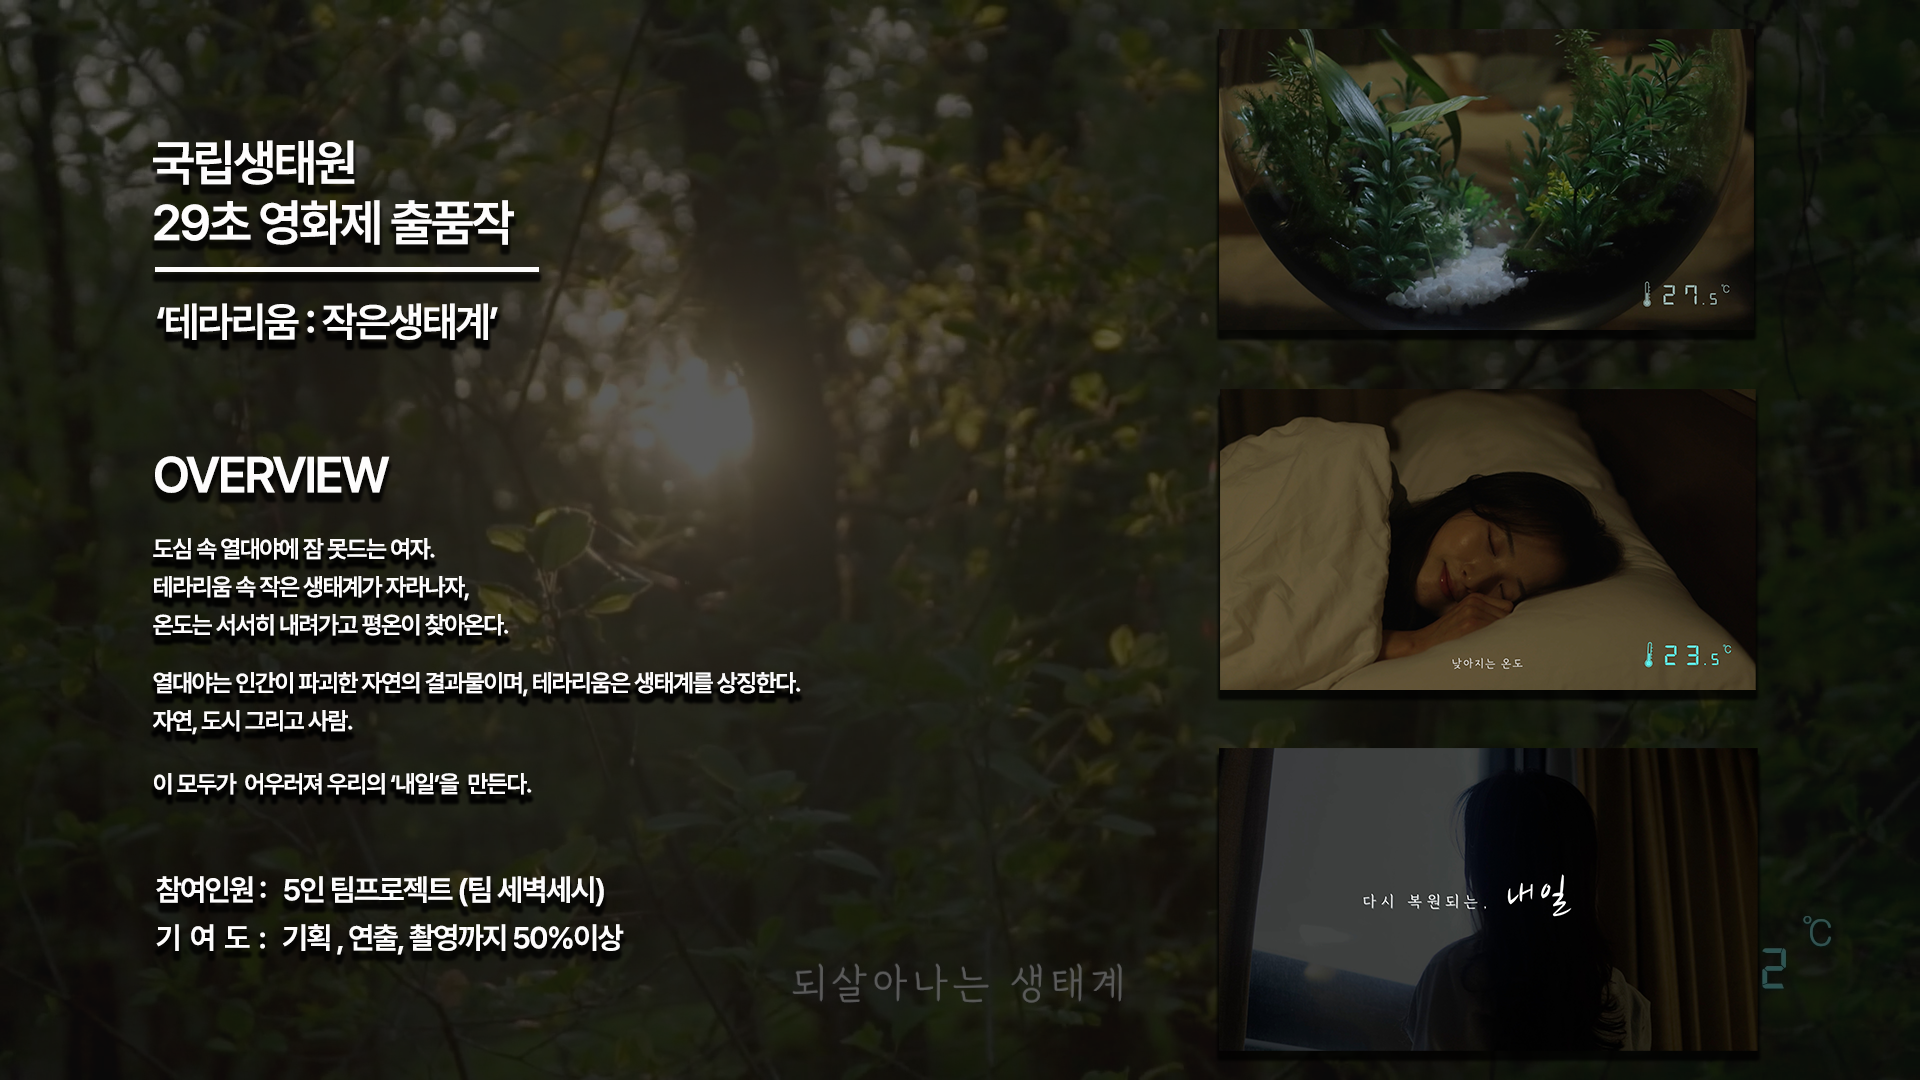 국립생태원
29초 영화제 출품작
‘테라리움 : 작은생태계’
OVERVIEW
도심 속 열대야에 잠 못드는 여자.
테라리움 속 작은 생태계가 자라나자,
온도는 서서히 내려가고 평온이 찾아온다.
열대야는 인간이 파괴한 자연의 결과물이며, 테라리움은 생태계를 상징한다.
자연, 도시 그리고 사람.
이 모두가 어우러져 우리의 ‘내일’을 만든다.
참여인원 : 5인 팀프로젝트 (팀 세벽세시)
기 여 도 : 기획 , 연출, 촬영까지 50%이상
되살아나는 생태계
27.5℃
낮아지는 온도
23.5℃
다시 복원되는. 내일
2 ℃